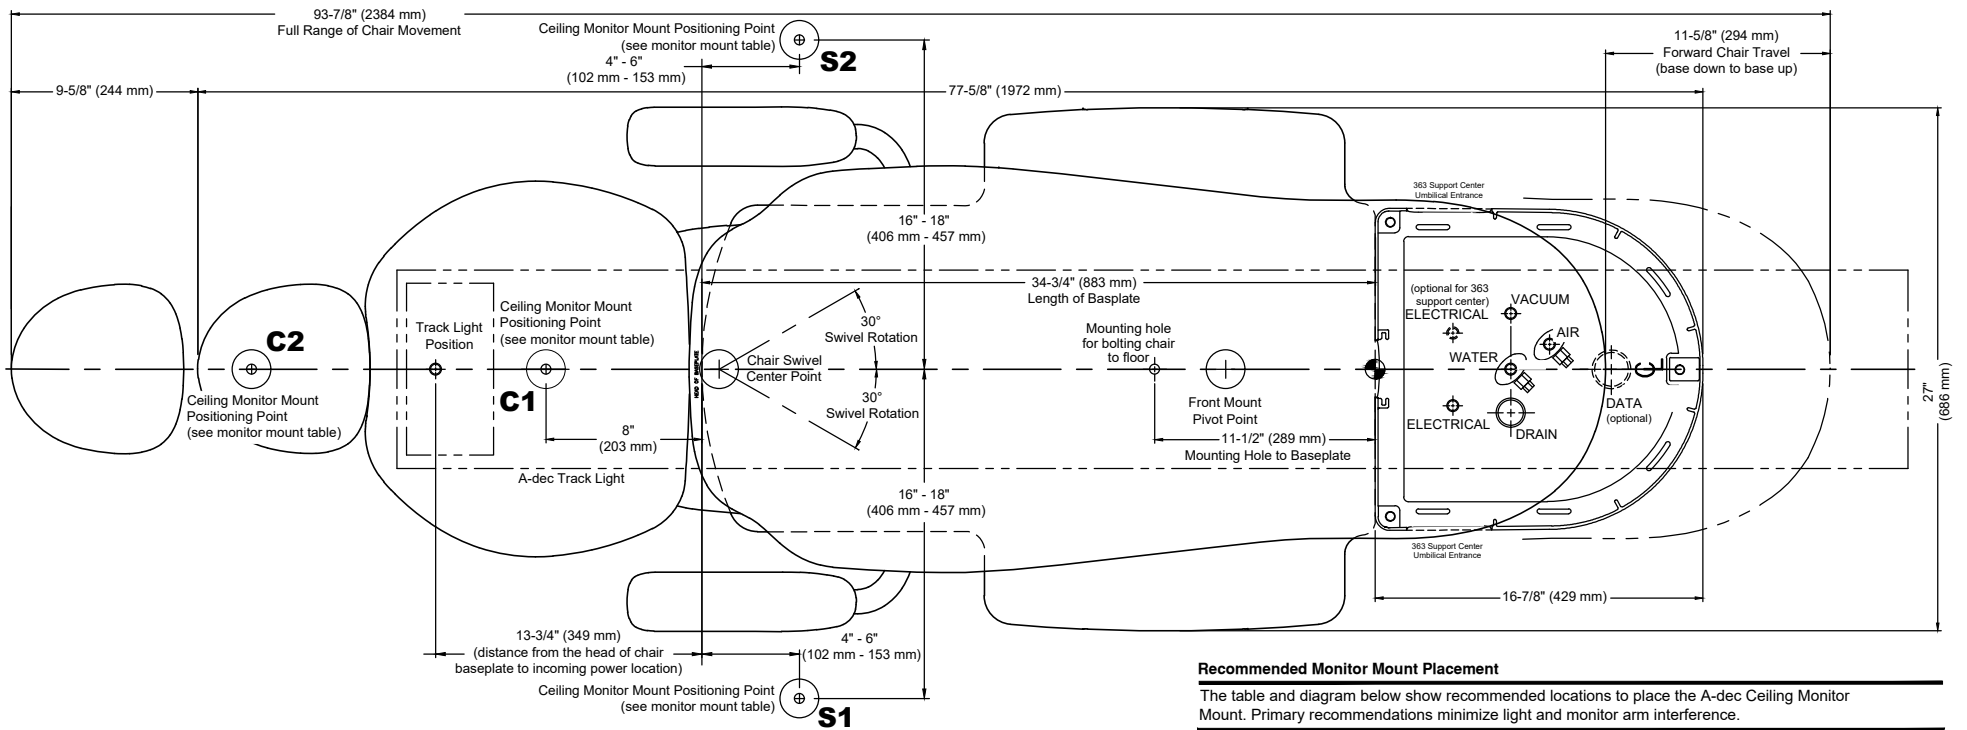 93-7/8" (2384 mm)
Full Range of Chair Movement
Ceiling Monitor Mount Positioning Point
(see monitor mount table)
S2
4" - 6"
(102 mm - 153 mm)
11-5/8" (294 mm)
Forward Chair Travel
(base down to base up)
9-5/8" (244 mm)
77-5/8" (1972 mm)
363 Support Center
Umbilical Entrance
16" - 18"
(406 mm - 457 mm)
34-3/4" (883 mm)
Length of Basplate
(optional for 363
support center)
ELECTRICAL
VACUUM
AIR
WATER
Ceiling Monitor Mount
Positioning Point
(see monitor mount table)
Track Light
Position
C2
30°
Swivel Rotation
Mounting hole
for bolting chair
to floor
HEAD OF BASEPLATE
Chair Swivel
Center Point
CL
27"
(686 mm)
Ceiling Monitor Mount
Positioning Point
(see monitor mount table)
C1
30°
Swivel Rotation
Front Mount
Pivot Point
DATA
(optional)
ELECTRICAL
DRAIN
8"
(203 mm)
11-1/2" (289 mm)
Mounting Hole to Baseplate
A-dec Track Light
16" - 18"
(406 mm - 457 mm)
363 Support Center
Umbilical Entrance
16-7/8" (429 mm)
13-3/4" (349 mm)
(distance from the head of chair
baseplate to incoming power location)
4" - 6"
(102 mm - 153 mm)
Ceiling Monitor Mount Positioning Point
(see monitor mount table)
S1
Recommended Monitor Mount Placement
The table and diagram below show recommended locations to place the A-dec Ceiling Monitor
Mount. Primary recommendations minimize light and monitor arm interference.